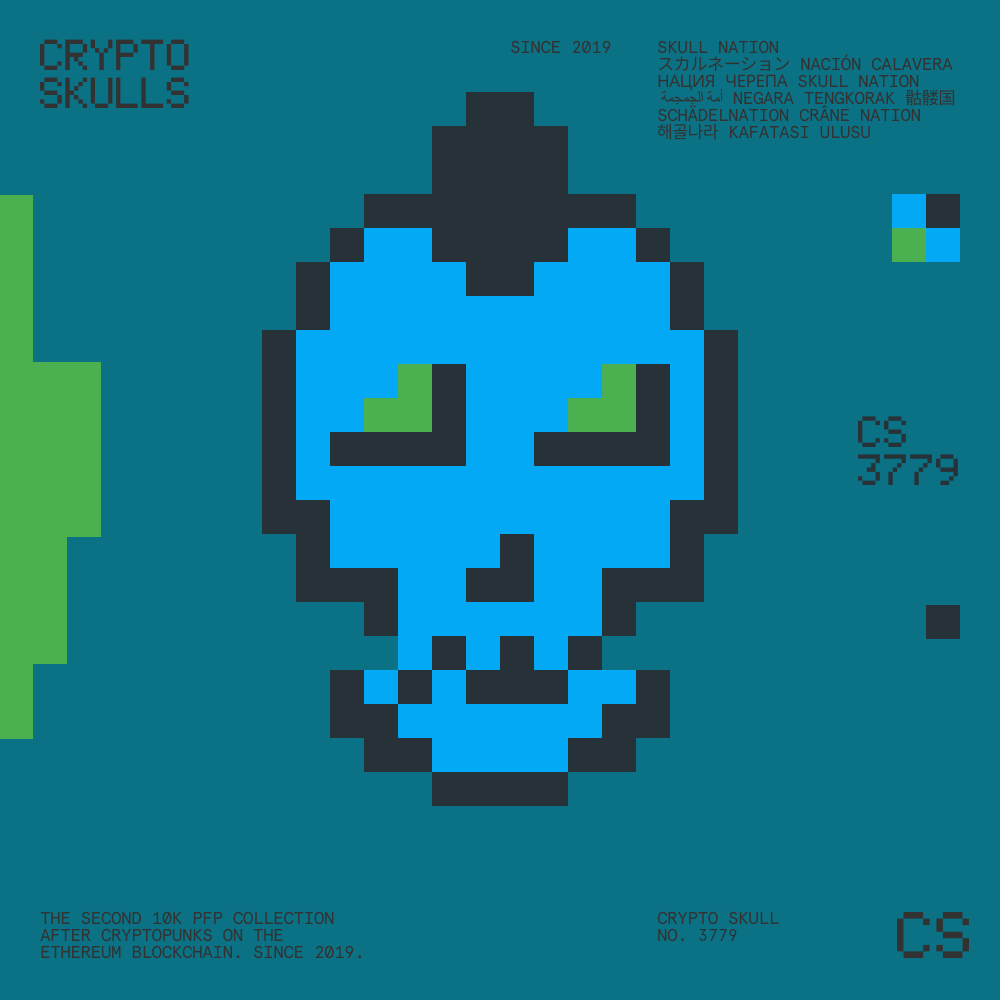 CRYPTO
SKULLS
SINCE 2019
SKULL NATION
スカルネーション NACIÓN CALAVERA
НАЦИЯ ЧЕРЕПА SKULL NATION
أمة الجمجمة NEGARA TENGKORAK 骷髅国
SCHÄDELNATION CRÂNE NATION
해골나라 KAFATASI ULUSU
CS
3779
THE SECOND 10K PFP COLLECTION
AFTER CRYPTOPUNKS ON THE
ETHEREUM BLOCKCHAIN. SINCE 2019.
CRYPTO SKULL
NO. 3779
CS